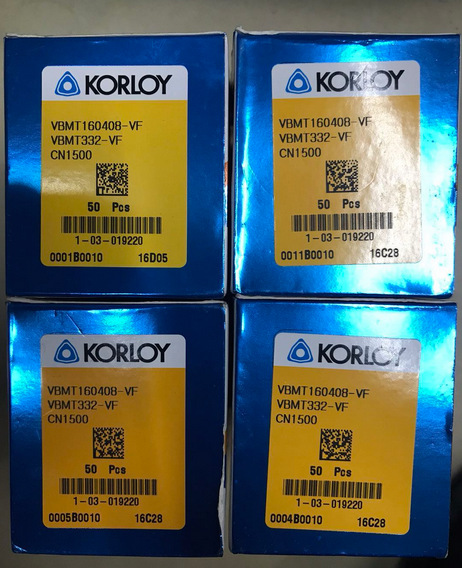 KORLOY
VBMT160408-VF
VBMT332-VF
CN1500
50 Pcs
1-03-019220
0001B0010 16D05
KORLOY
VBMT160408-VF
VBMT332-VF
CN1500
50 Pcs
1-03-019220
0011B0010 16C28
KORLOY
VBMT160408-VF
VBMT332-VF
CN1500
50 Pcs
1-03-019220
0005B0010 16C28
KORLOY
VBMT160408-VF
VBMT332-VF
CN1500
50 Pcs
1-03-019220
0004B0010 16C28